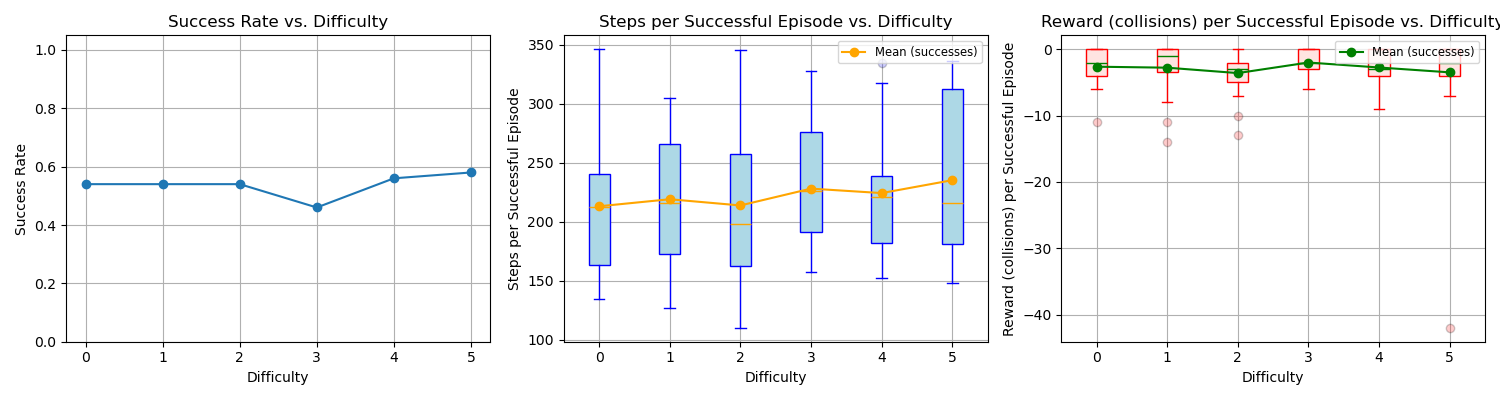 Success Rate vs. Difficulty
Success Rate
1.0
0.8
0.6
0.4
0.2
0.0
0 1 2 3 4 5
Difficulty
Steps per Successful Episode vs. Difficulty
Steps per Successful Episode
Mean (successes)
350
300
250
200
150
100
0 1 2 3 4 5
Difficulty
Reward (collisions) per Successful Episode vs. Difficulty
Reward (collisions) per Successful Episode
Mean (successes)
0
−10
−20
−30
−40
0 1 2 3 4 5
Difficulty